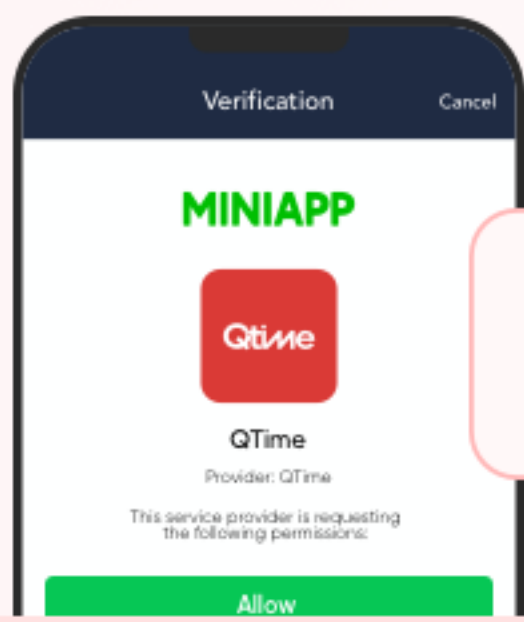 Verification
Cancel
MINIAPP
Qtime
QTime
Provider: QTime
This service provider is requesting
the following permissions:
Allow